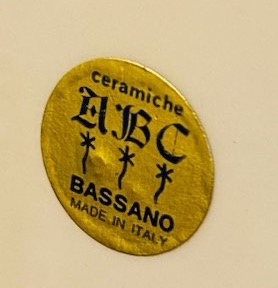 ceramiche
ABC
BASSANO
MADE IN ITALY